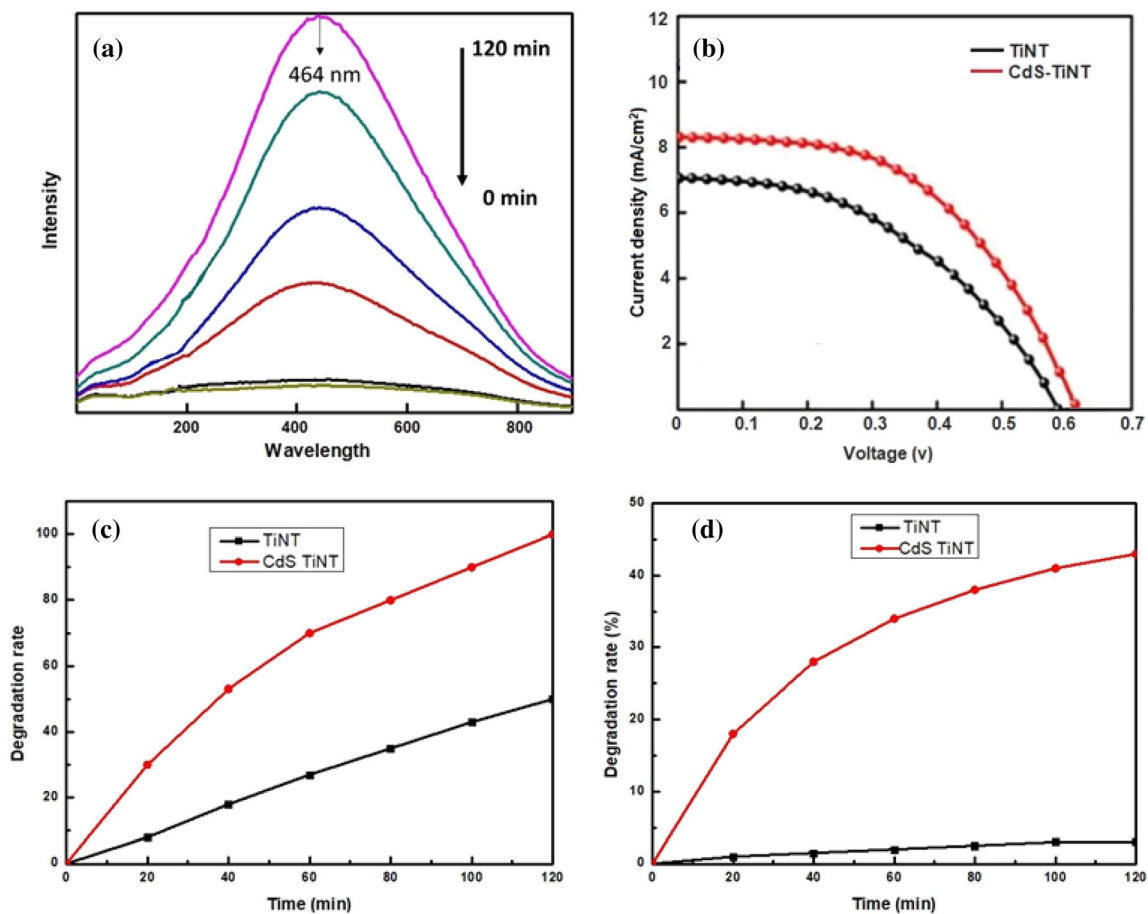 (a)
120 min
464 nm
0 min
Intensity
200 400 600 800
Wavelength
(b)
TiNT
CdS-TiNT
12
10
8
6
4
2
Current density (mA/cm²)
0 0.1 0.2 0.3 0.4 0.5 0.6 0.7
Voltage (v)
(c)
TiNT
CdS TiNT
100
80
60
40
20
0
Degradation rate
0 20 40 60 80 100 120
Time (min)
(d)
TiNT
CdS TiNT
50
40
30
20
10
0
Degradation rate (%)
0 20 40 60 80 100 120
Time (min)